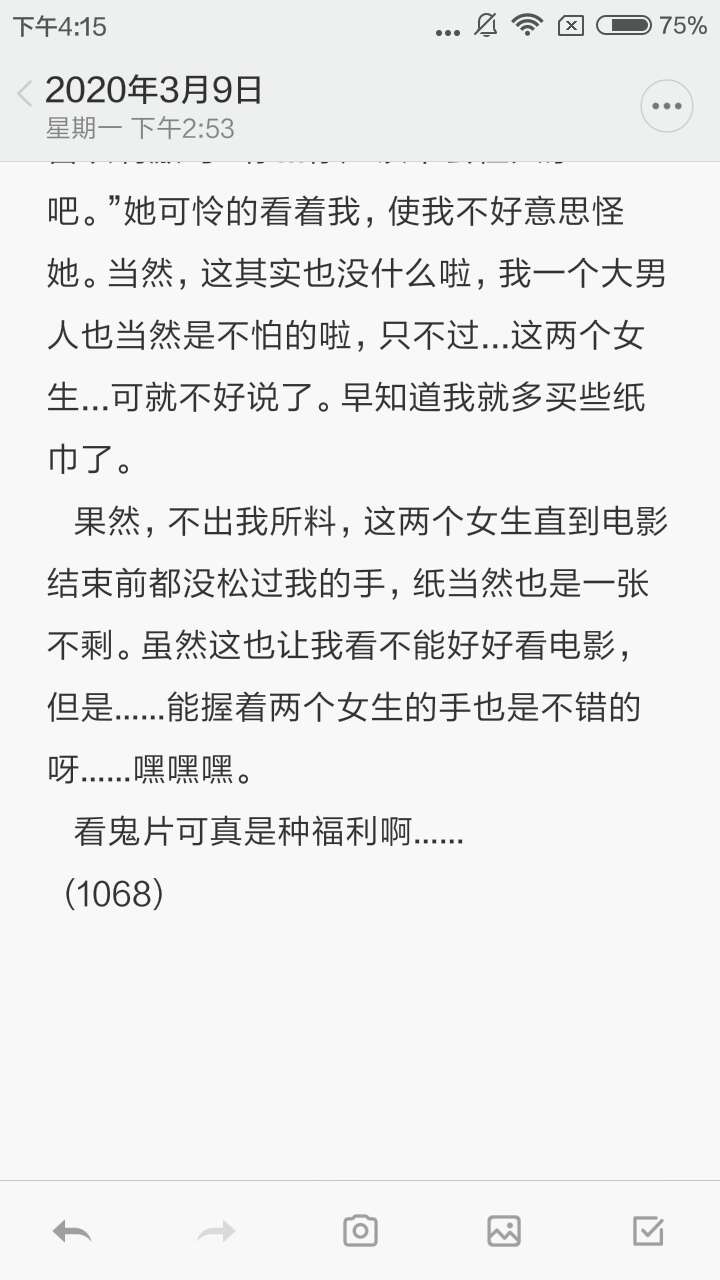 下午4:15
75%
2020年3月9日
星期一 下午2:53
吧。”她可怜的看着我，使我不好意思怪
她。当然，这其实也没什么啦，我一个大男
人也当然是不怕的啦，只不过...这两个女
生...可就不好说了。早知道我就多买些纸
巾了。
果然，不出我所料，这两个女生直到电影
结束前都没松过我的手，纸当然也是一张
不剩。虽然这也让我看不能好好看电影，
但是......能握着两个女生的手也是不错的
呀......嘿嘿嘿。
看鬼片可真是种福利啊......
（1068）